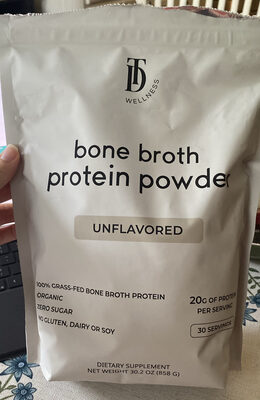 DT
WELLNESS
bone broth
protein powder
UNFLAVORED
100% GRASS-FED BONE BROTH PROTEIN
ORGANIC
ZERO SUGAR
NO GLUTEN, DAIRY OR SOY
20G OF PROTEIN
PER SERVING
30 SERVINGS
DIETARY SUPPLEMENT
NET WEIGHT 30.2 OZ (858 G)